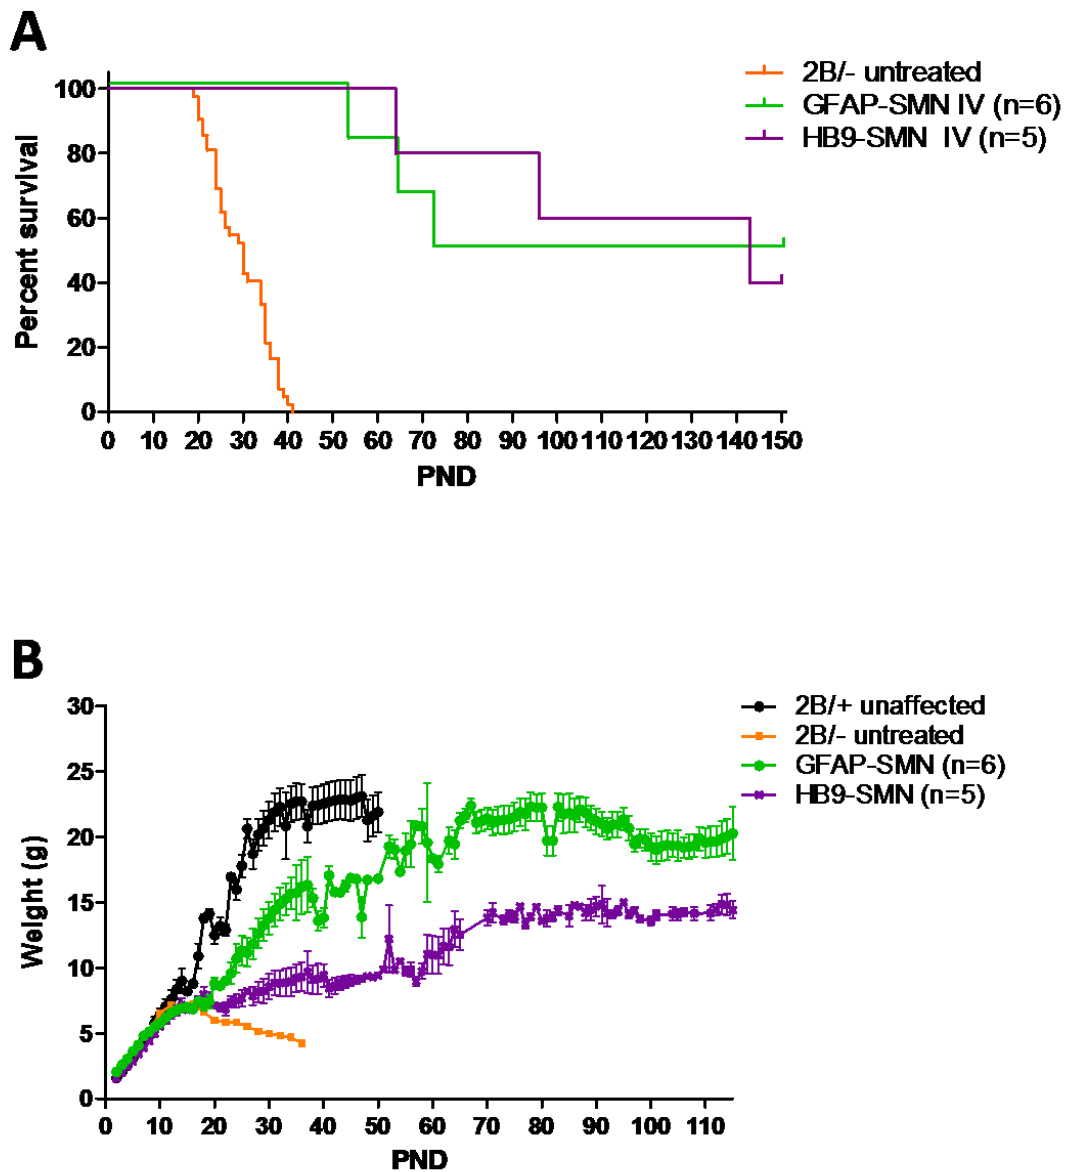 A
2B/- untreated
GFAP-SMN IV (n=6)
HB9-SMN IV (n=5)
Percent survival
100
80
60
40
20
0
0 10 20 30 40 50 60 70 80 90 100 110 120 130 140 150
PND
B
2B/+ unaffected
2B/- untreated
GFAP-SMN (n=6)
HB9-SMN (n=5)
Weight (g)
30
25
20
15
10
5
0
0 10 20 30 40 50 60 70 80 90 100 110
PND